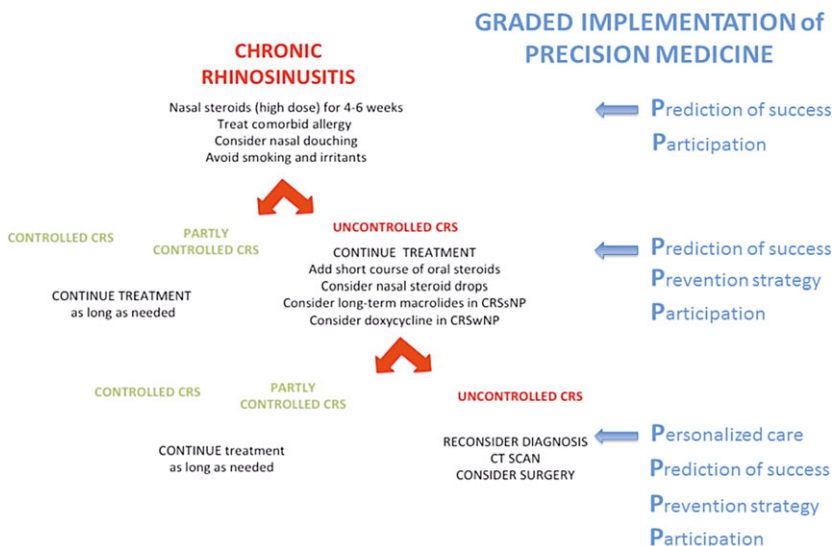 GRADED IMPLEMENTATION of
PRECISION MEDICINE
CHRONIC
RHINOSINUSITIS
Nasal steroids (high dose) for 4-6 weeks
Treat comorbid allergy
Consider nasal douching
Avoid smoking and irritants
Prediction of success
Participation
CONTROLLED CRS
PARTLY
CONTROLLED CRS
UNCONTROLLED CRS
CONTINUE TREATMENT
as long as needed
CONTINUE TREATMENT
Add short course of oral steroids
Consider nasal steroid drops
Consider long-term macrolides in CRSsNP
Consider doxycycline in CRSwNP
Prediction of success
Prevention strategy
Participation
CONTROLLED CRS
PARTLY
CONTROLLED CRS
UNCONTROLLED CRS
CONTINUE treatment
as long as needed
RECONSIDER DIAGNOSIS
CT SCAN
CONSIDER SURGERY
Personalized care
Prediction of success
Prevention strategy
Participation